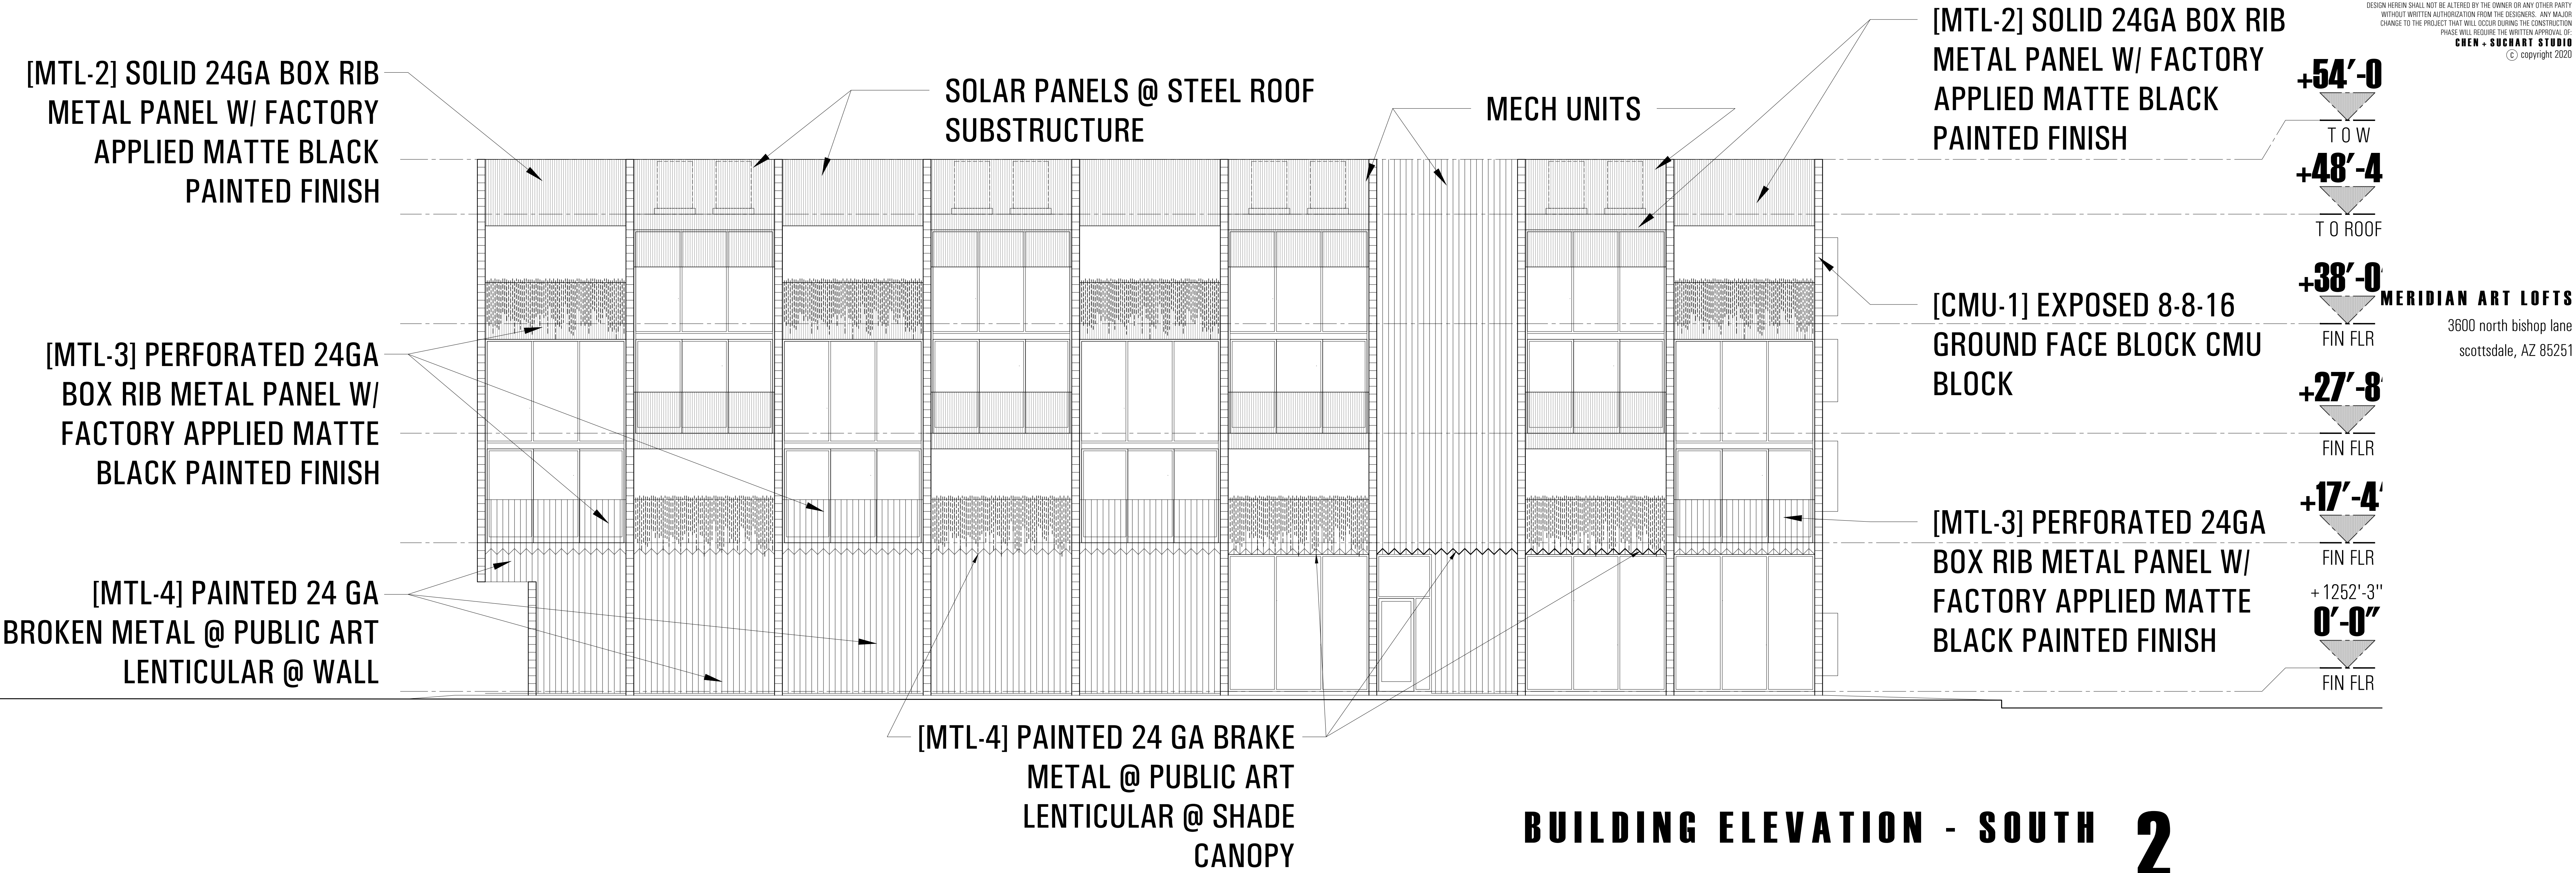 [MTL-2] SOLID 24GA BOX RIB
METAL PANEL W/ FACTORY
APPLIED MATTE BLACK
PAINTED FINISH
[MTL-3] PERFORATED 24GA
BOX RIB METAL PANEL W/
FACTORY APPLIED MATTE
BLACK PAINTED FINISH
[MTL-4] PAINTED 24 GA
BROKEN METAL @ PUBLIC ART
LENTICULAR @ WALL
SOLAR PANELS @ STEEL ROOF
SUBSTRUCTURE
MECH UNITS
[MTL-4] PAINTED 24 GA BRAKE
METAL @ PUBLIC ART
LENTICULAR @ SHADE
CANOPY
[MTL-2] SOLID 24GA BOX RIB
METAL PANEL W/ FACTORY
APPLIED MATTE BLACK
PAINTED FINISH
[CMU-1] EXPOSED 8-8-16
GROUND FACE BLOCK CMU
BLOCK
[MTL-3] PERFORATED 24GA
BOX RIB METAL PANEL W/
FACTORY APPLIED MATTE
BLACK PAINTED FINISH
+54'-0
T O W
+48'-4
T O ROOF
+38'-0
FIN FLR
+27'-8
FIN FLR
+17'-4'
FIN FLR
+1252'-3"
0'-0"
FIN FLR
DESIGN HEREIN SHALL NOT BE ALTERED BY THE OWNER OR ANY OTHER PARTY
WITHOUT WRITTEN AUTHORIZATION FROM THE DESIGNERS. ANY MAJOR
CHANGE TO THE PROJECT THAT WILL OCCUR DURING THE CONSTRUCTION
PHASE WILL REQUIRE THE WRITTEN APPROVAL OF:
CHEN + SUCHART STUDIO
© copyright 2020
MERIDIAN ART LOFTS
3600 north bishop lane
scottsdale, AZ 85251
BUILDING ELEVATION - SOUTH 2